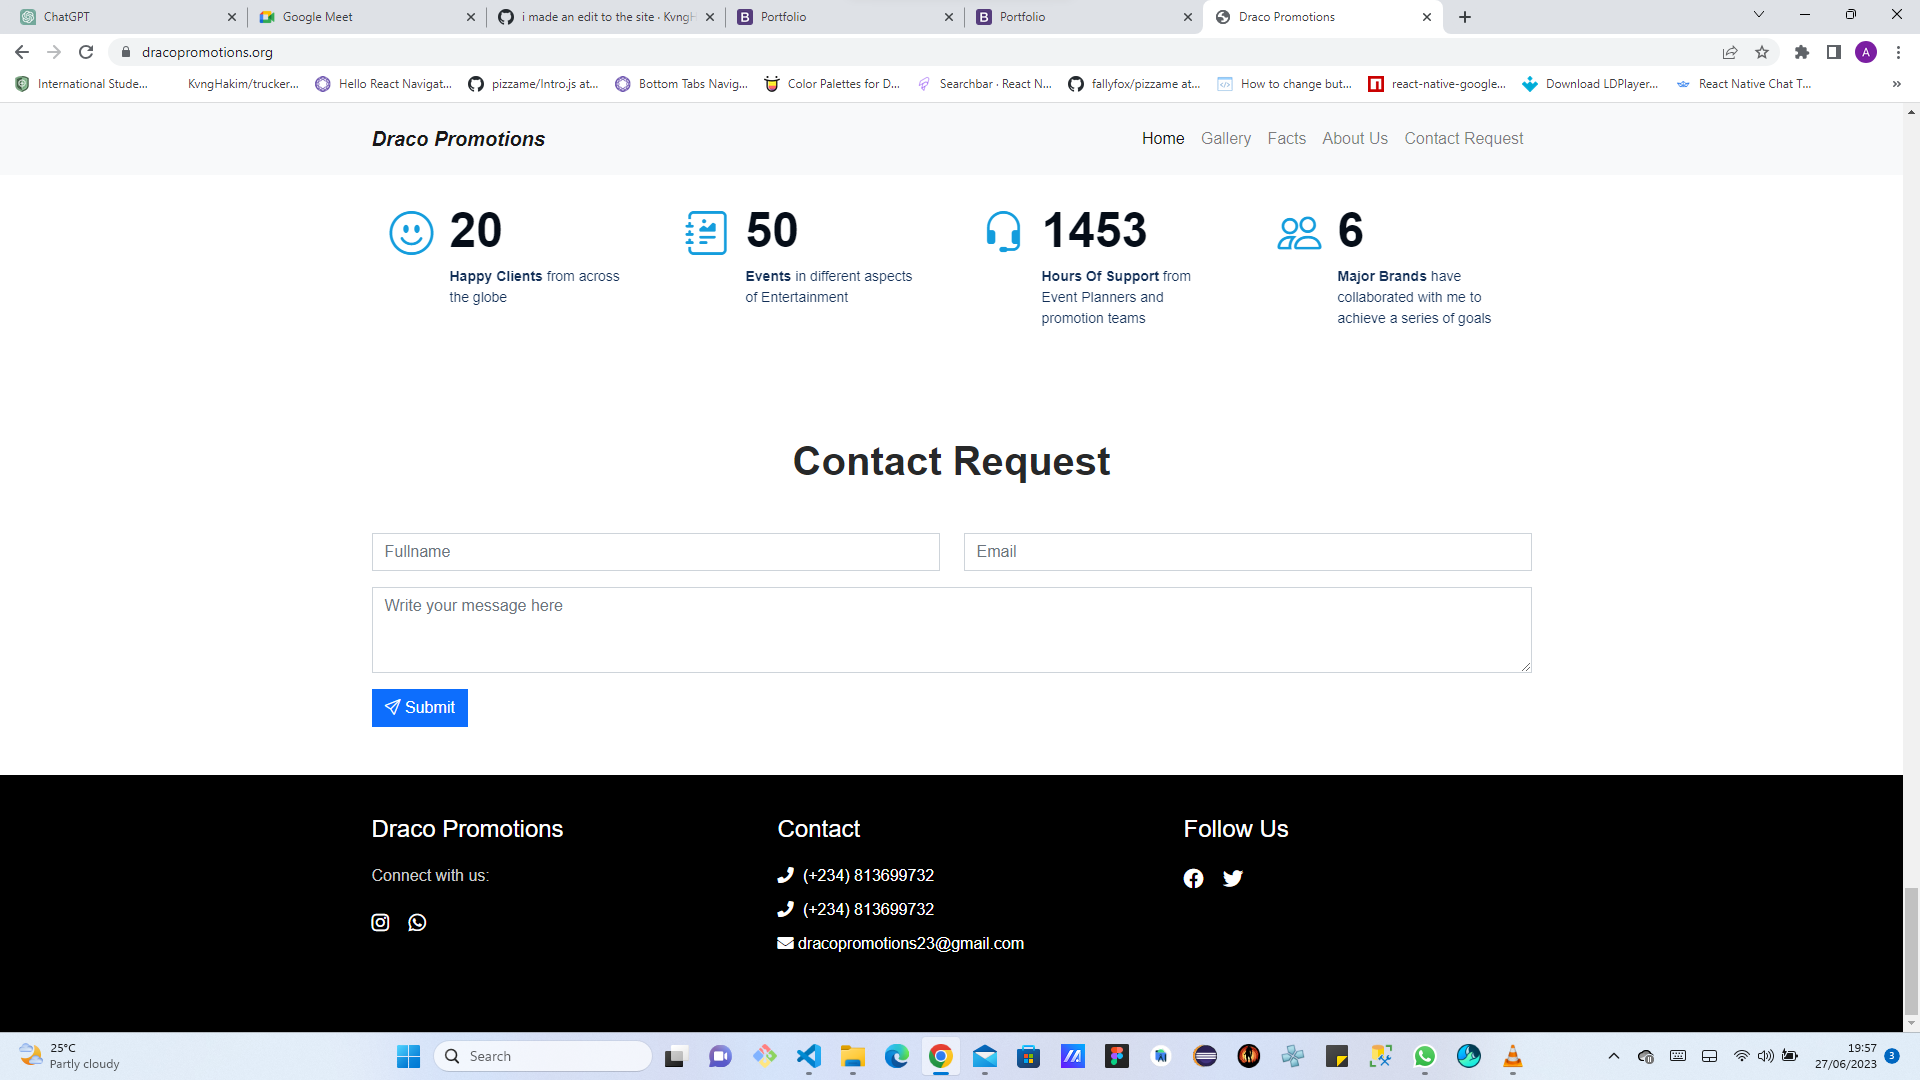 ChatGPT
Google Meet
i made an edit to the site · KvngH
Portfolio
Portfolio
Draco Promotions
dracopromotions.org
A
International Stude...
KvngHakim/trucker...
Hello React Navigat...
pizzame/Intro.js at...
Bottom Tabs Navig...
Color Palettes for D...
Searchbar · React N...
fallyfox/pizzame at...
How to change but...
react-native-google...
Download LDPlayer...
React Native Chat T...
»
Draco Promotions
Home Gallery Facts About Us Contact Request
20
Happy Clients from across
the globe
50
Events in different aspects
of Entertainment
1453
Hours Of Support from
Event Planners and
promotion teams
6
Major Brands have
collaborated with me to
achieve a series of goals
Contact Request
Fullname
Email
Write your message here
Submit
Draco Promotions
Connect with us:
Contact
(+234) 813699732
(+234) 813699732
dracopromotions23@gmail.com
Follow Us
25°C
Partly cloudy
Search
19:57
27/06/2023
3